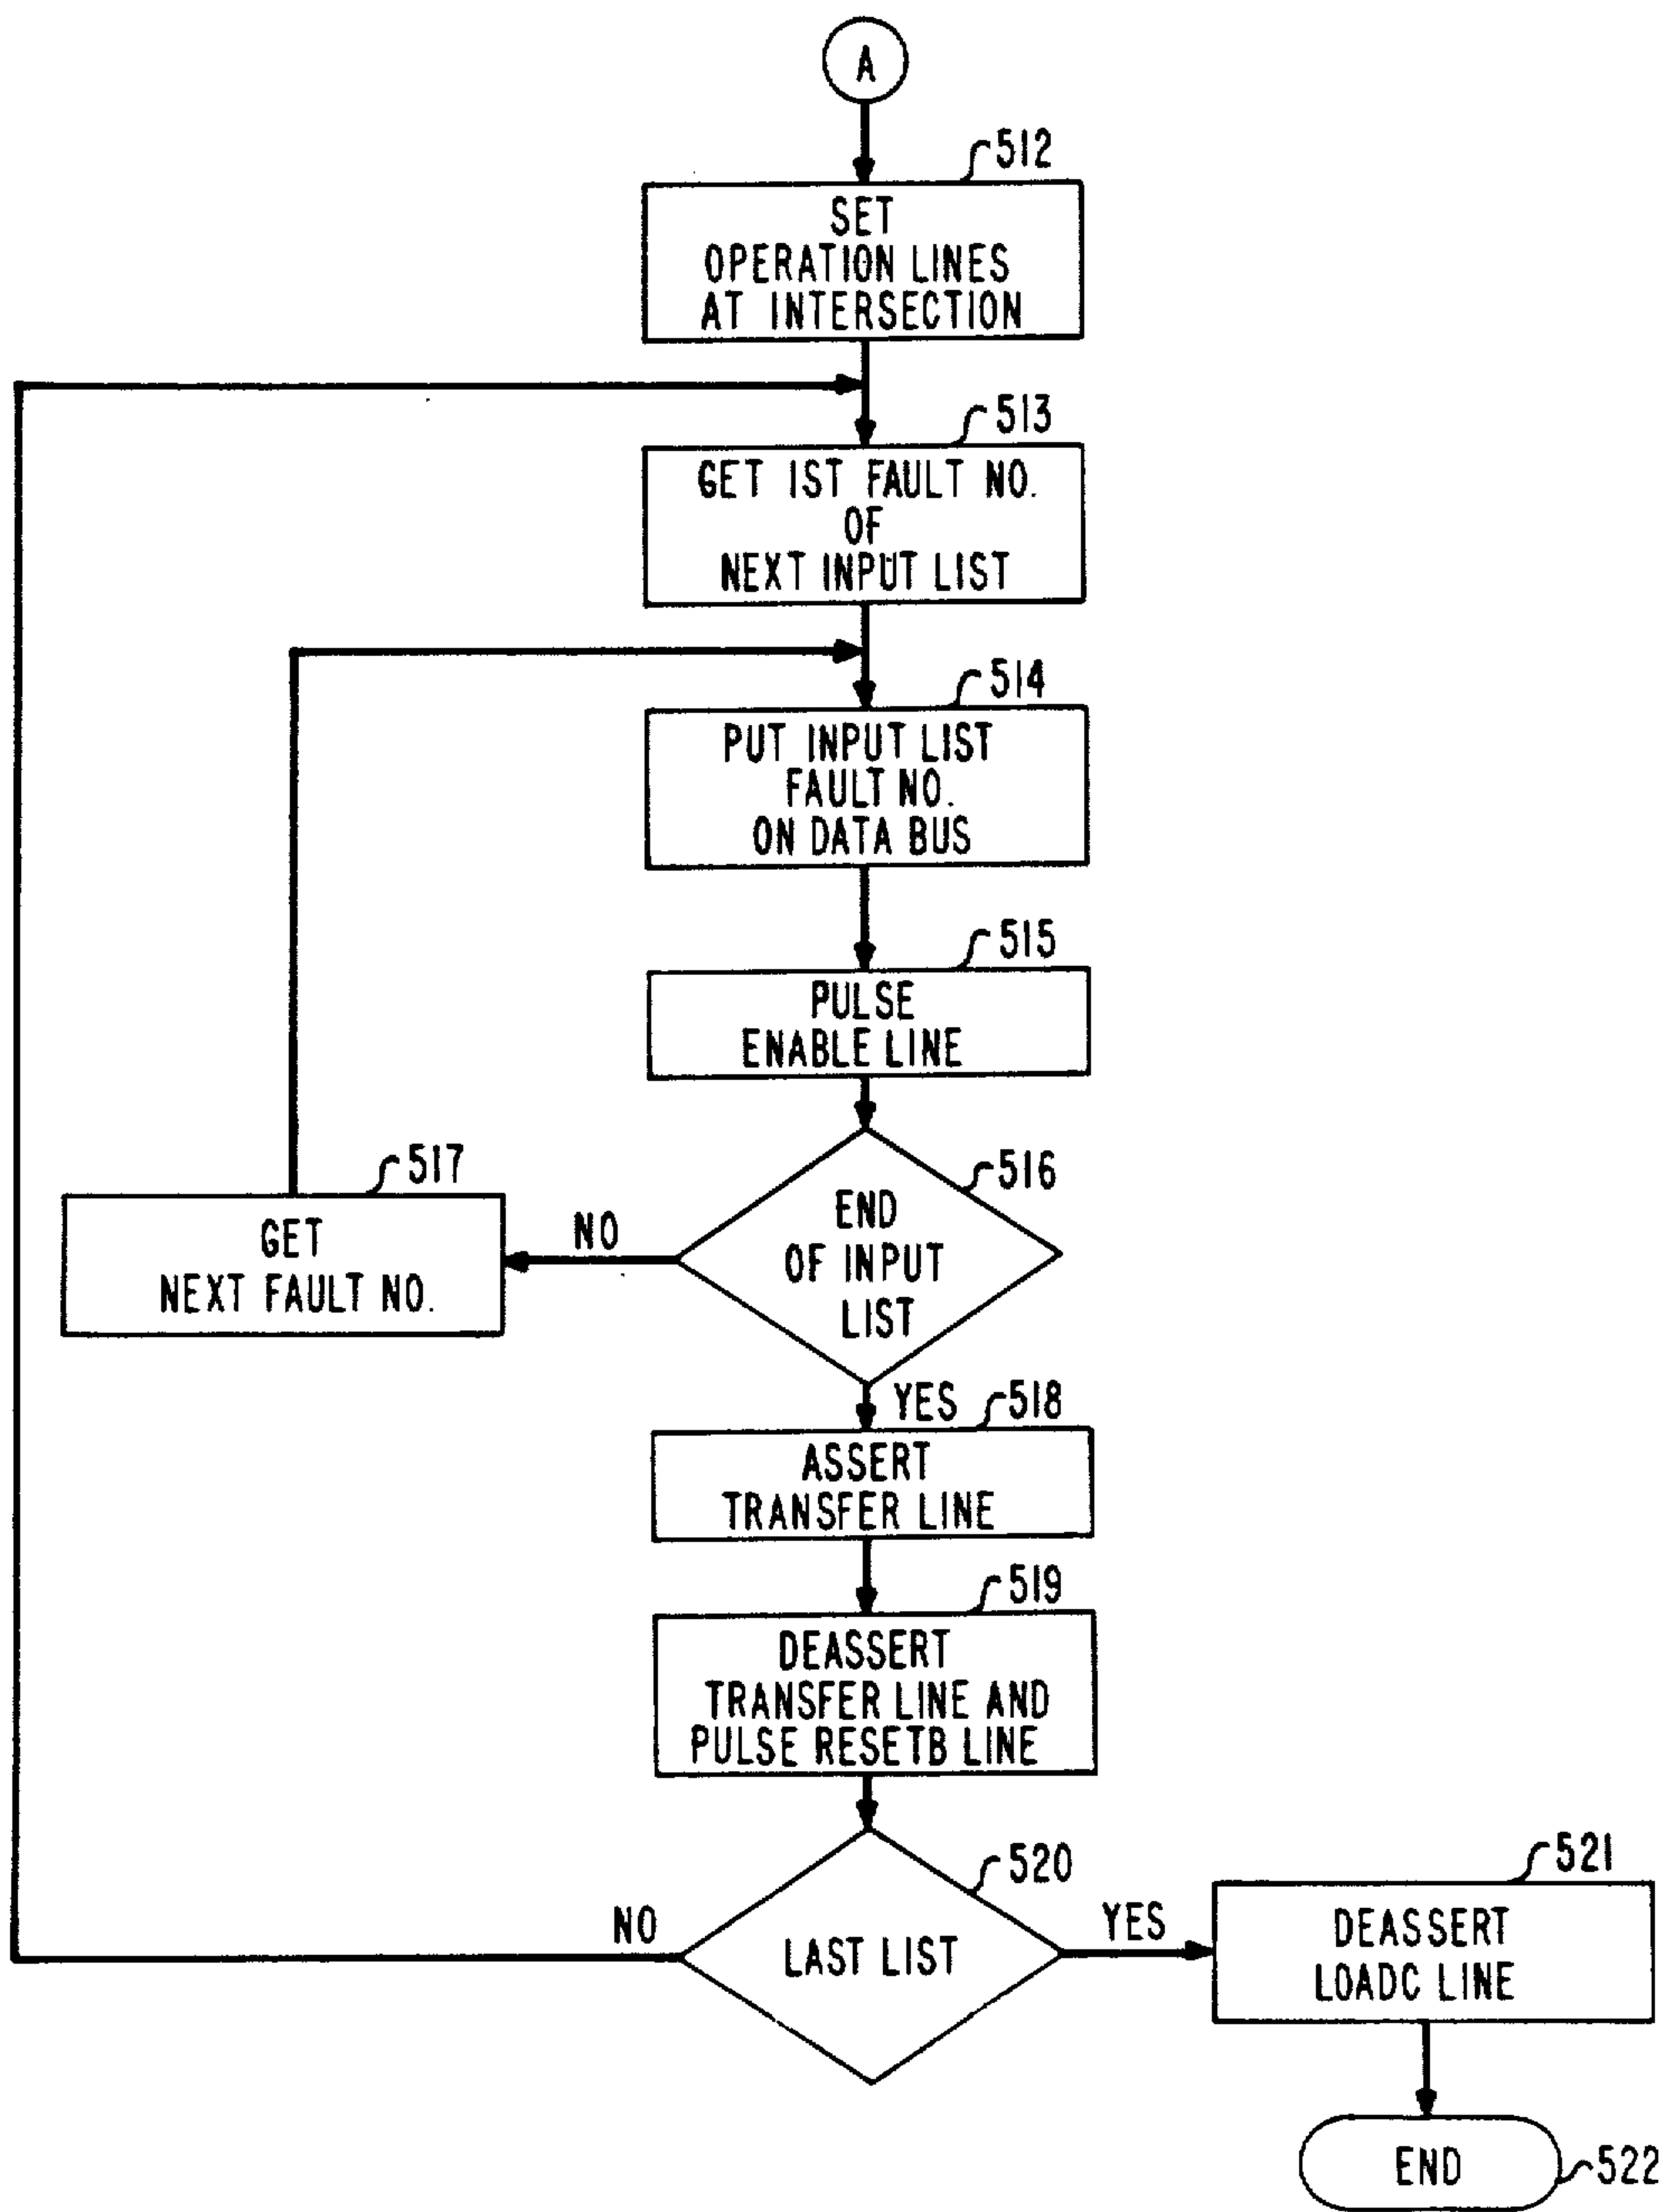 A
512
SET
OPERATION LINES
AT INTERSECTION
513
GET 1ST FAULT NO.
OF
NEXT INPUT LIST
514
PUT INPUT LIST
FAULT NO.
ON DATA BUS
515
PULSE
ENABLE LINE
516
END
OF INPUT
LIST
NO
517
GET
NEXT FAULT NO.
YES
518
ASSERT
TRANSFER LINE
519
DEASSERT
TRANSFER LINE AND
PULSE RESETB LINE
520
LAST LIST
NO
YES
521
DEASSERT
LOADC LINE
END
522